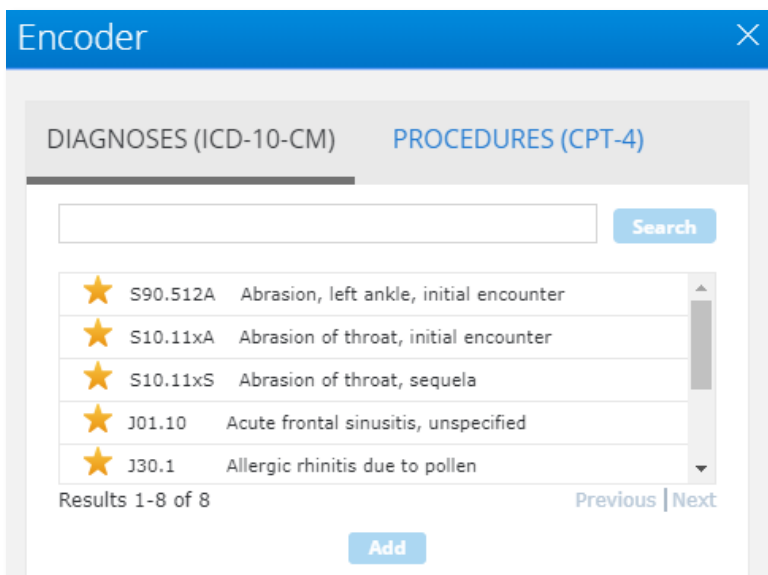 Encoder
DIAGNOSES (ICD-10-CM) PROCEDURES (CPT-4)
Search
S90.512A Abrasion, left ankle, initial encounter
S10.11xA Abrasion of throat, initial encounter
S10.11xS Abrasion of throat, sequela
J01.10 Acute frontal sinusitis, unspecified
J30.1 Allergic rhinitis due to pollen
Results 1-8 of 8 Previous | Next
Add